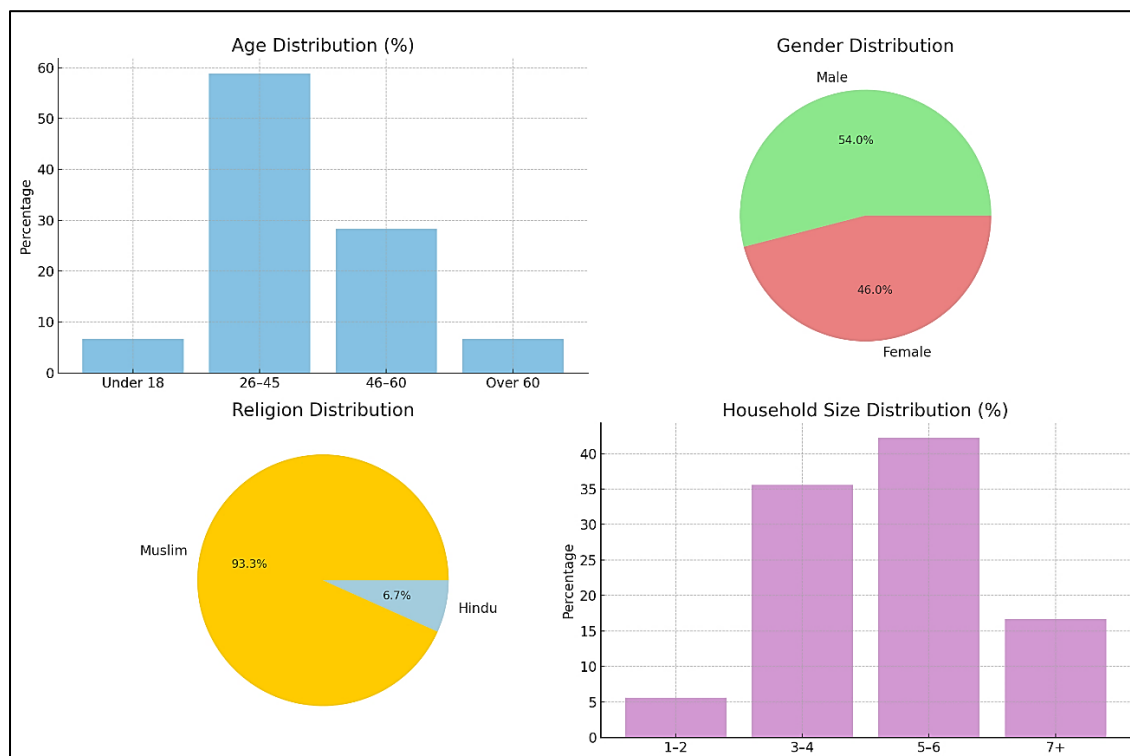 Age Distribution (%)
Percentage
60
50
40
30
20
10
0
Under 18 26–45 46–60 Over 60
Gender Distribution
Male
54.0%
46.0%
Female
Religion Distribution
Muslim
93.3%
6.7%
Hindu
Household Size Distribution (%)
Percentage
40
35
30
25
20
15
10
5
0
1–2 3–4 5–6 7+